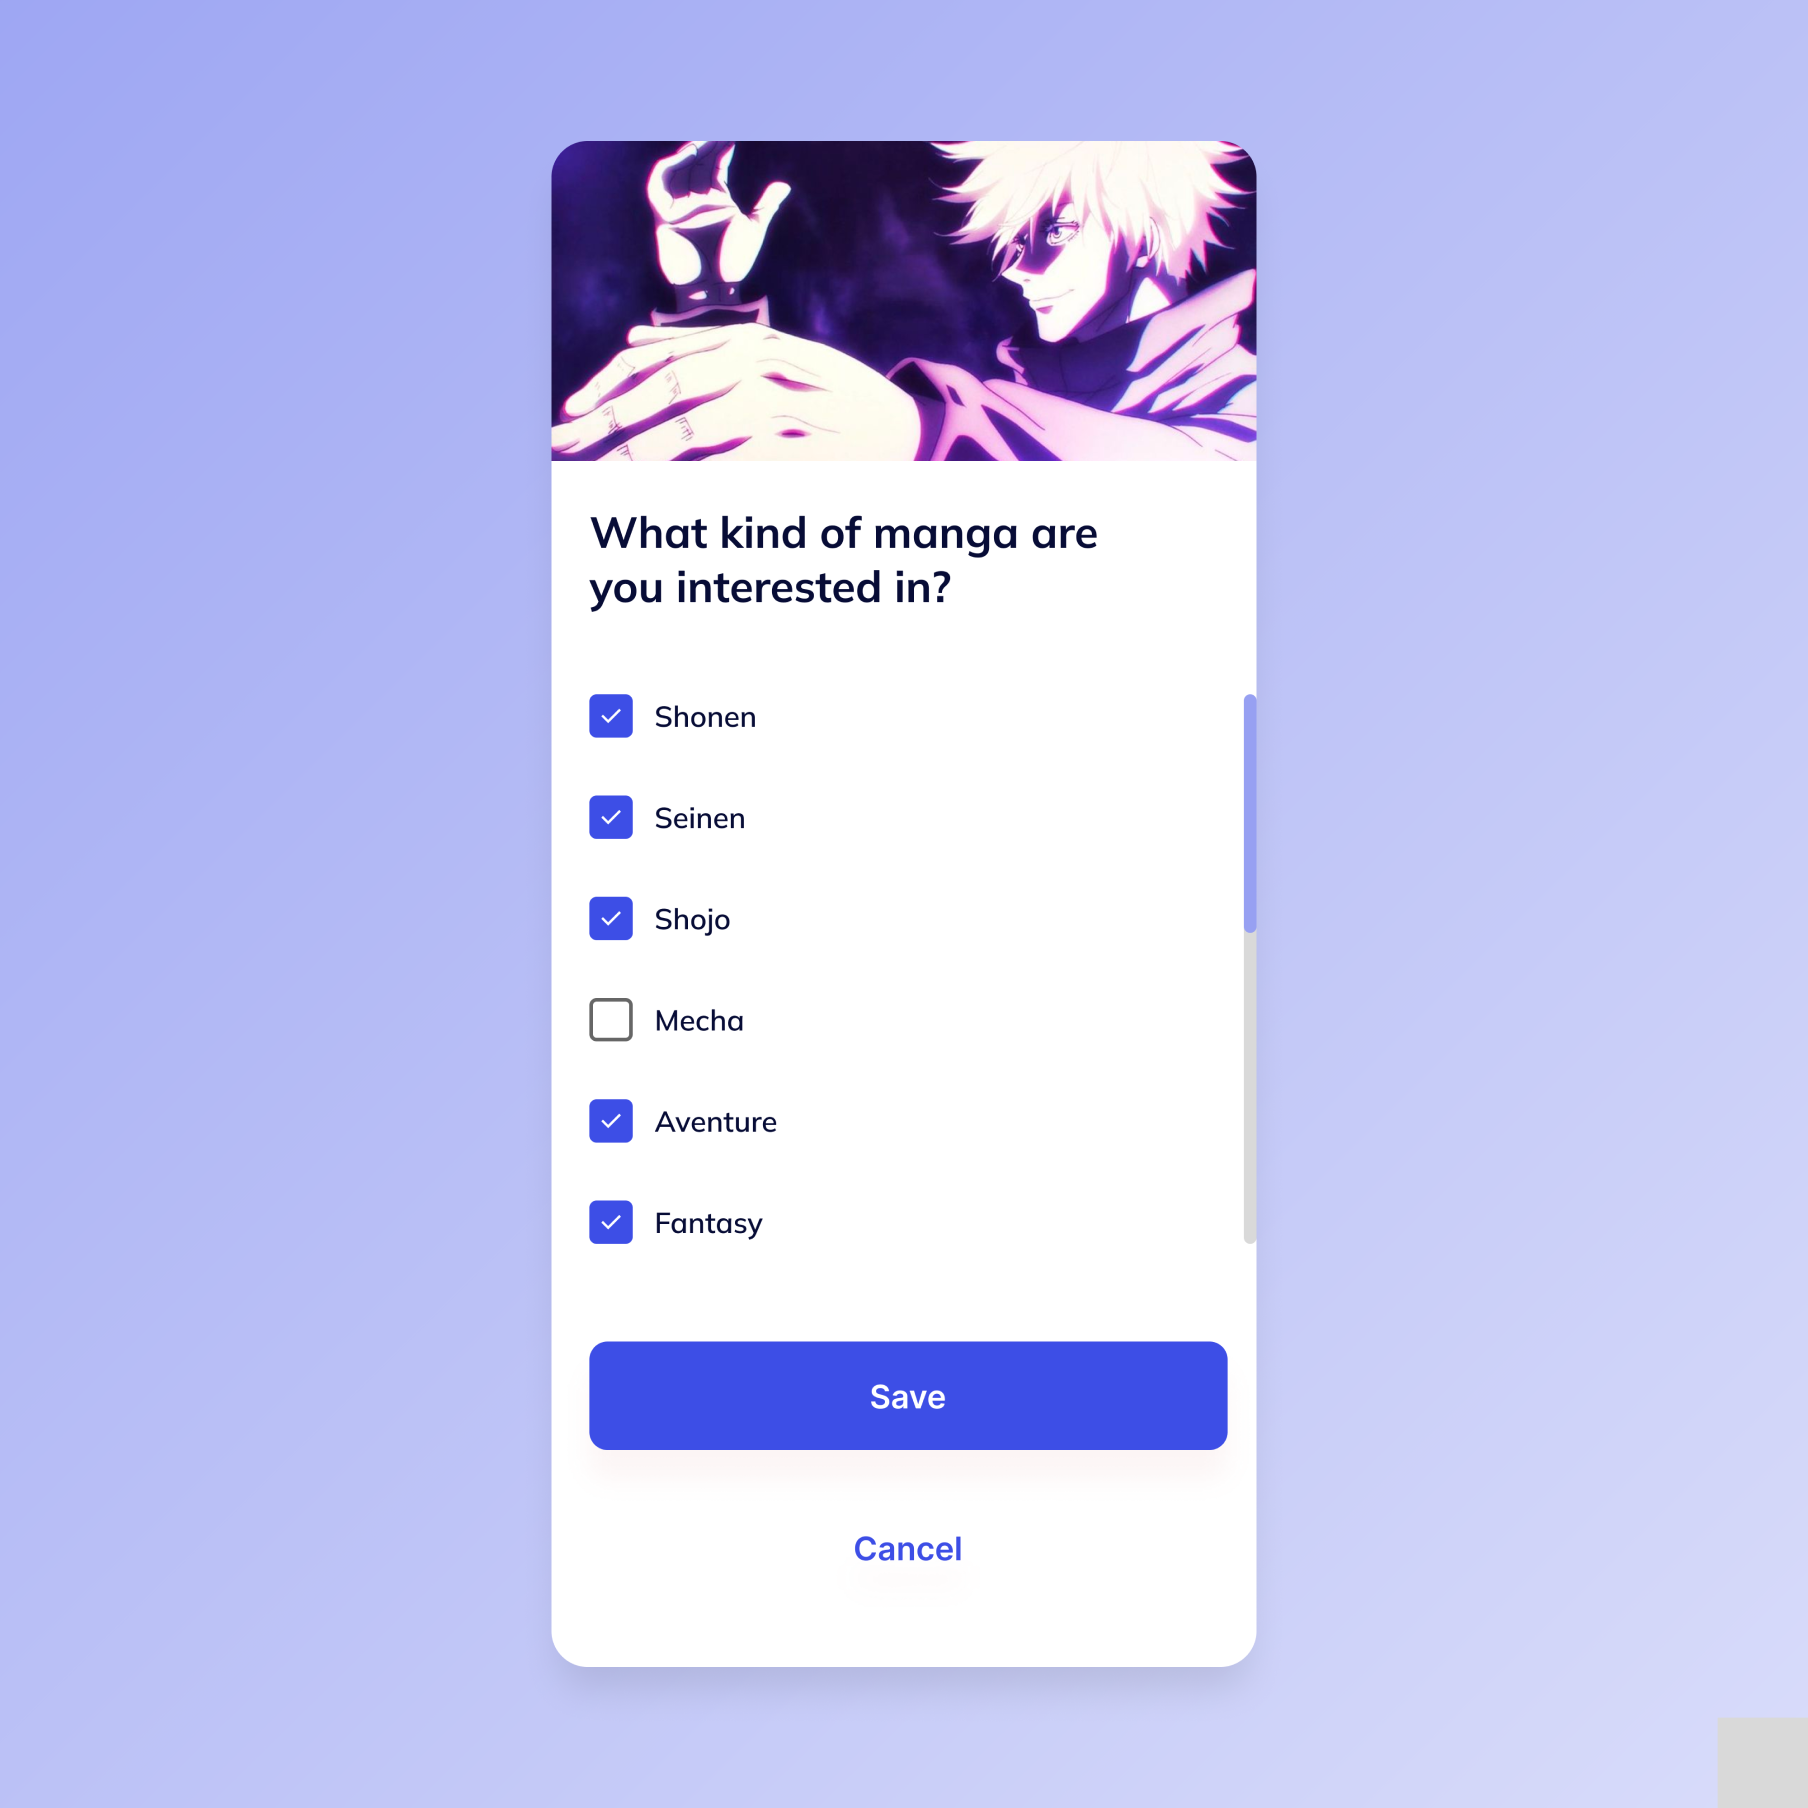 What kind of manga are
you interested in?
Shonen
Seinen
Shojo
Mecha
Aventure
Fantasy
Save
Cancel